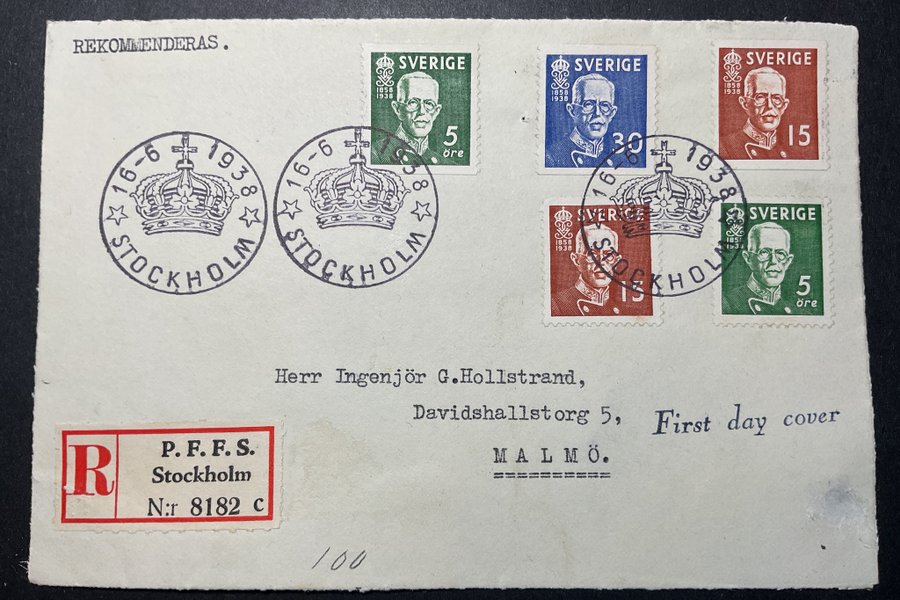 REKOMMENDERAS.
SVERIGE
1858
1938
5
öre
SVERIGE
1858
1938
30
SVERIGE
1858
1938
15
16-6 1938
STOCKHOLM
16-6 1938
STOCKHOLM
16-6 1938
STOCKHOLM
SVERIGE
1858
1938
15
SVERIGE
1858
1938
5
öre
Herr Ingenjör G.Hollstrand,
Davidshallstorg 5,
MALMÖ.
First day cover
R
P. F. F. S.
Stockholm
N:r 8182 c
100